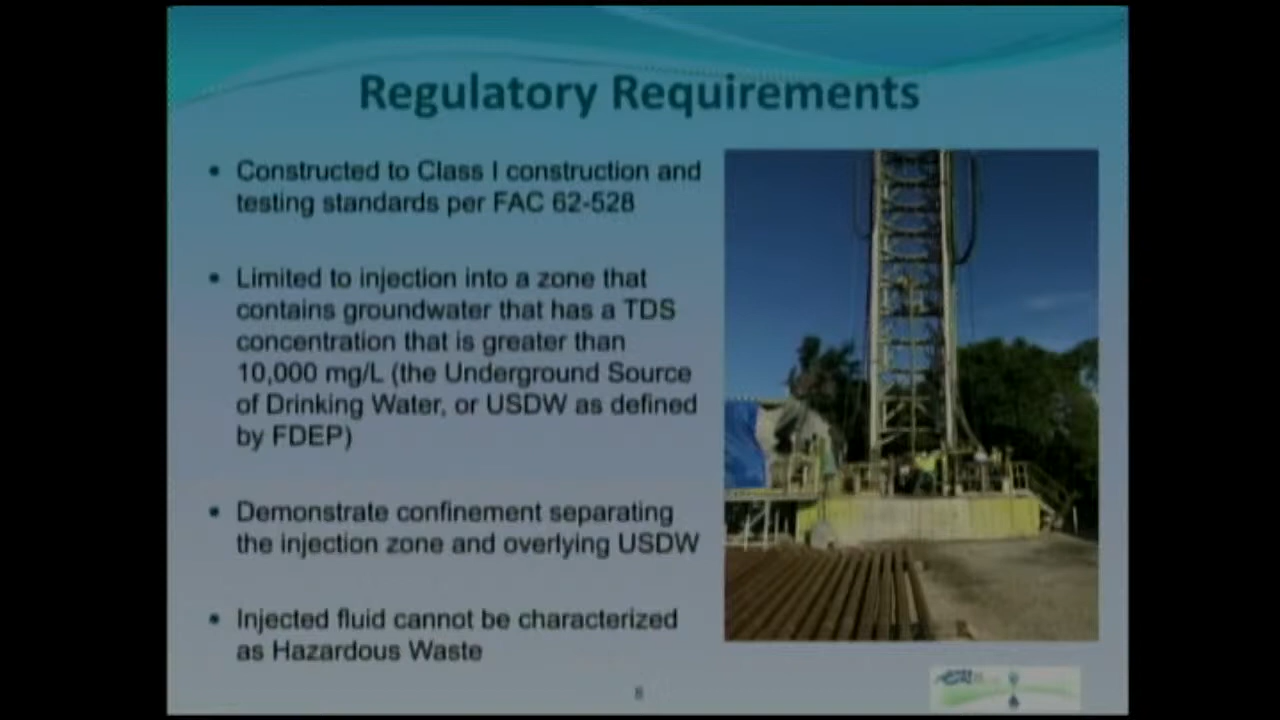 Regulatory Requirements
• Constructed to Class I construction and
testing standards per FAC 62-528
• Limited to injection into a zone that
contains groundwater that has a TDS
concentration that is greater than
10,000 mg/L (the Underground Source
of Drinking Water, or USDW as defined
by FDEP)
• Demonstrate confinement separating
the injection zone and overlying USDW
• Injected fluid cannot be characterized
as Hazardous Waste